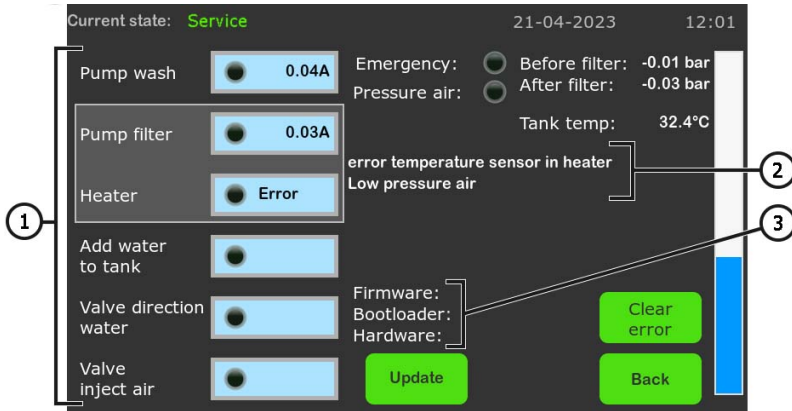 Current state: Service 21-04-2023 12:01
Pump wash 0.04A
Pump filter 0.03A
Heater Error
Add water
to tank
Valve direction
water
Valve
inject air
Emergency:
Pressure air:
Before filter: -0.01 bar
After filter: -0.03 bar
Tank temp: 32.4°C
error temperature sensor in heater
Low pressure air
Firmware:
Bootloader:
Hardware:
Update
Clear
error
Back
1
2
3